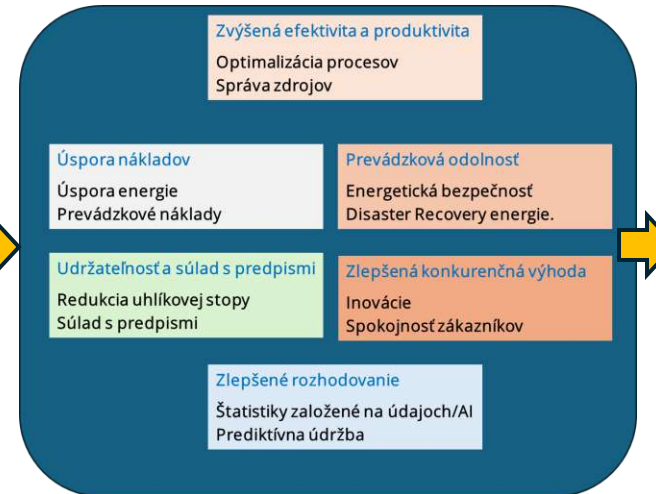 Zvýšená efektivita a produktivita
Optimalizácia procesov
Správa zdrojov
Úspora nákladov
Úspora energie
Prevádzkové náklady
Prevádzková odolnosť
Energetická bezpečnosť
Disaster Recovery energie.
Udržateľnosť a súlad s predpismi
Redukcia uhlíkovej stopy
Súlad s predpismi
Zlepšená konkurenčná výhoda
Inovácie
Spokojnosť zákazníkov
Zlepšené rozhodovanie
Štatistiky založené na údajoch/AI
Prediktívna údržba